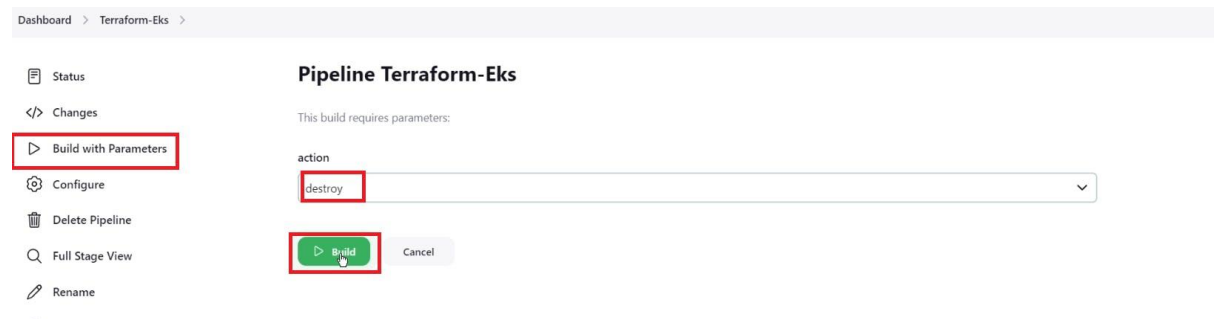 Dashboard > Terraform-Eks >
Status
</> Changes
Build with Parameters
Configure
Delete Pipeline
Full Stage View
Rename
Pipeline Terraform-Eks
This build requires parameters:
action
destroy
Build Cancel